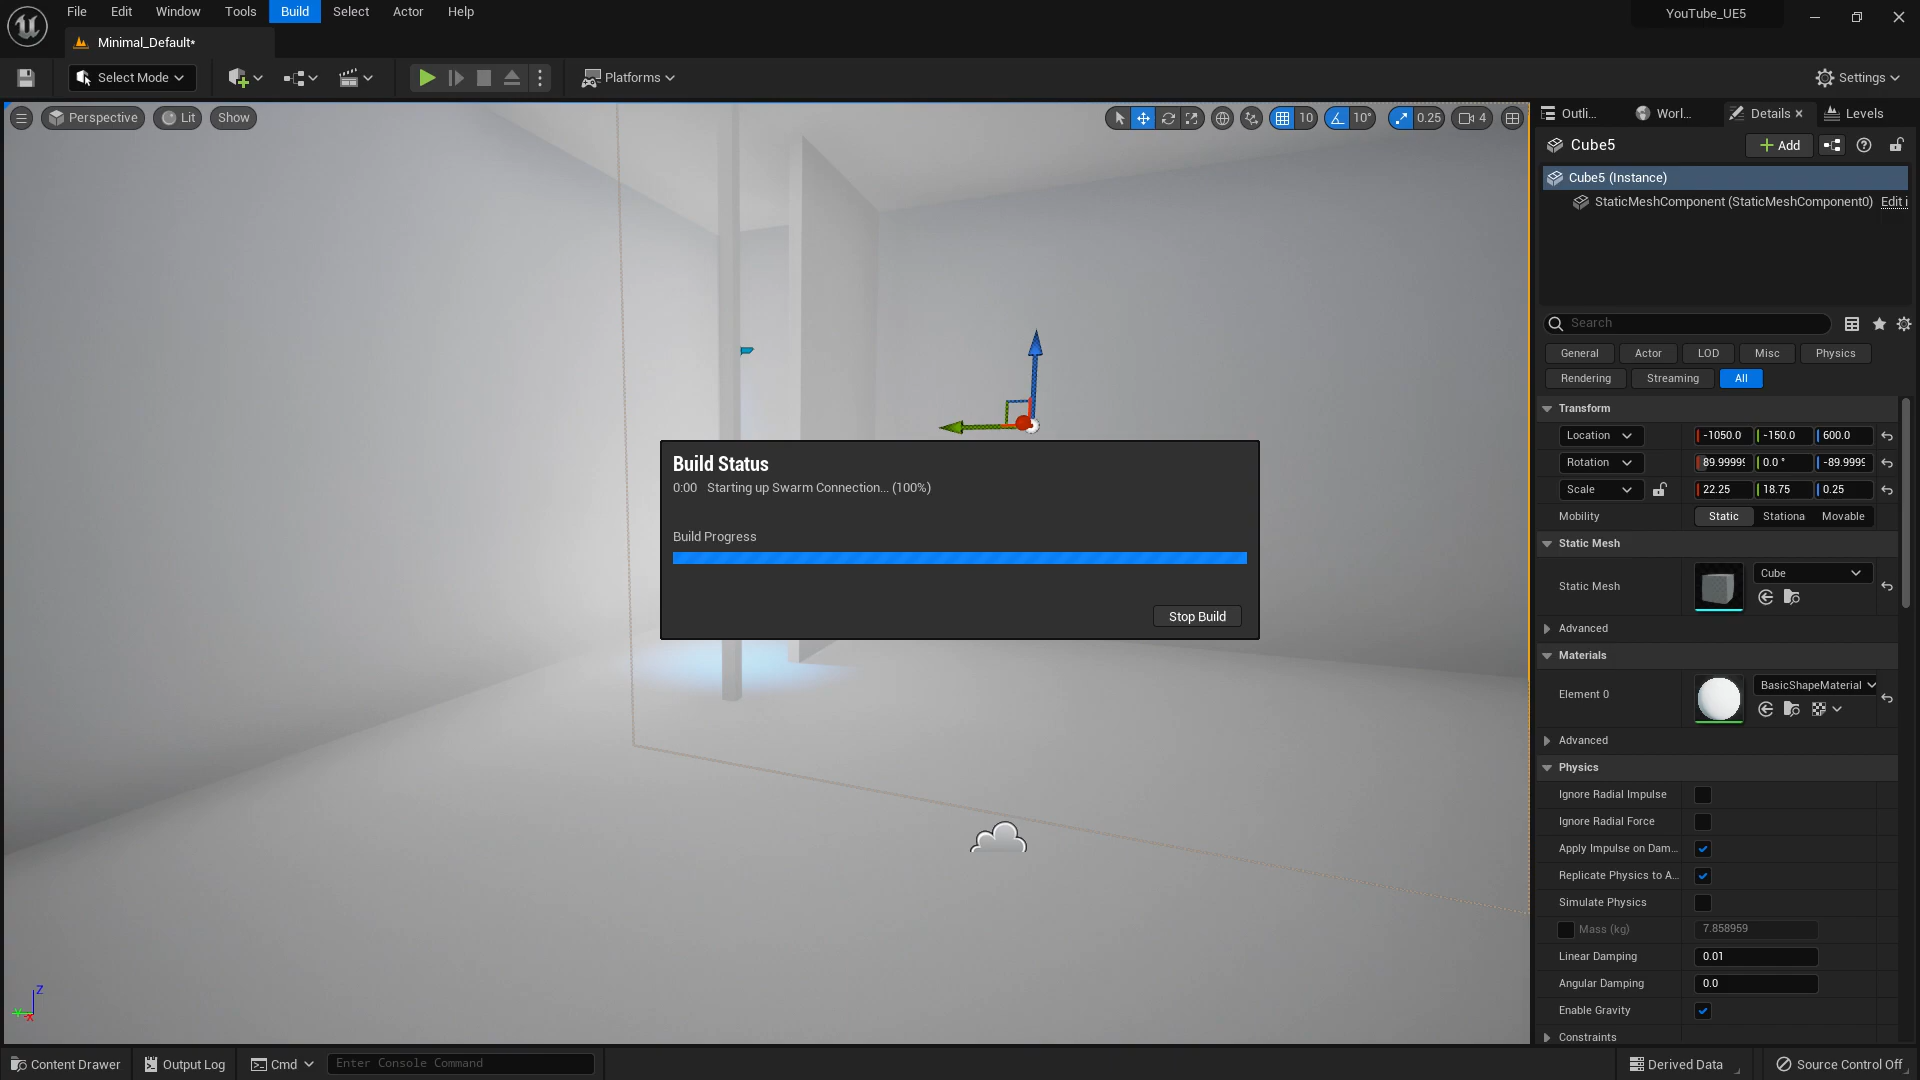 File Edit Window Tools Build Select Actor Help
YouTube_UE5
Minimal_Default*
Select Mode
Platforms
Settings
Perspective Lit Show
10 10° 0.25 4
Outli... Worl... Details Levels
Cube5
Add
Cube5 (Instance)
StaticMeshComponent (StaticMeshComponent0) Edit i
Search
General Actor LOD Misc Physics
Rendering Streaming All
Transform
Location -1050.0 -150.0 600.0
Rotation 89.9999 0.0 ° -89.999
Scale 22.25 18.75 0.25
Mobility Static Stationa Movable
Static Mesh
Static Mesh Cube
Advanced
Materials
Element 0 BasicShapeMaterial
Advanced
Physics
Ignore Radial Impulse
Ignore Radial Force
Apply Impulse on Dam...
Replicate Physics to A...
Simulate Physics
Mass (kg) 7.858959
Linear Damping 0.01
Angular Damping 0.0
Enable Gravity
Constraints
Build Status
0:00 Starting up Swarm Connection... (100%)
Build Progress
Stop Build
Z
Y
X
Content Drawer Output Log Cmd Enter Console Command
Derived Data Source Control Off